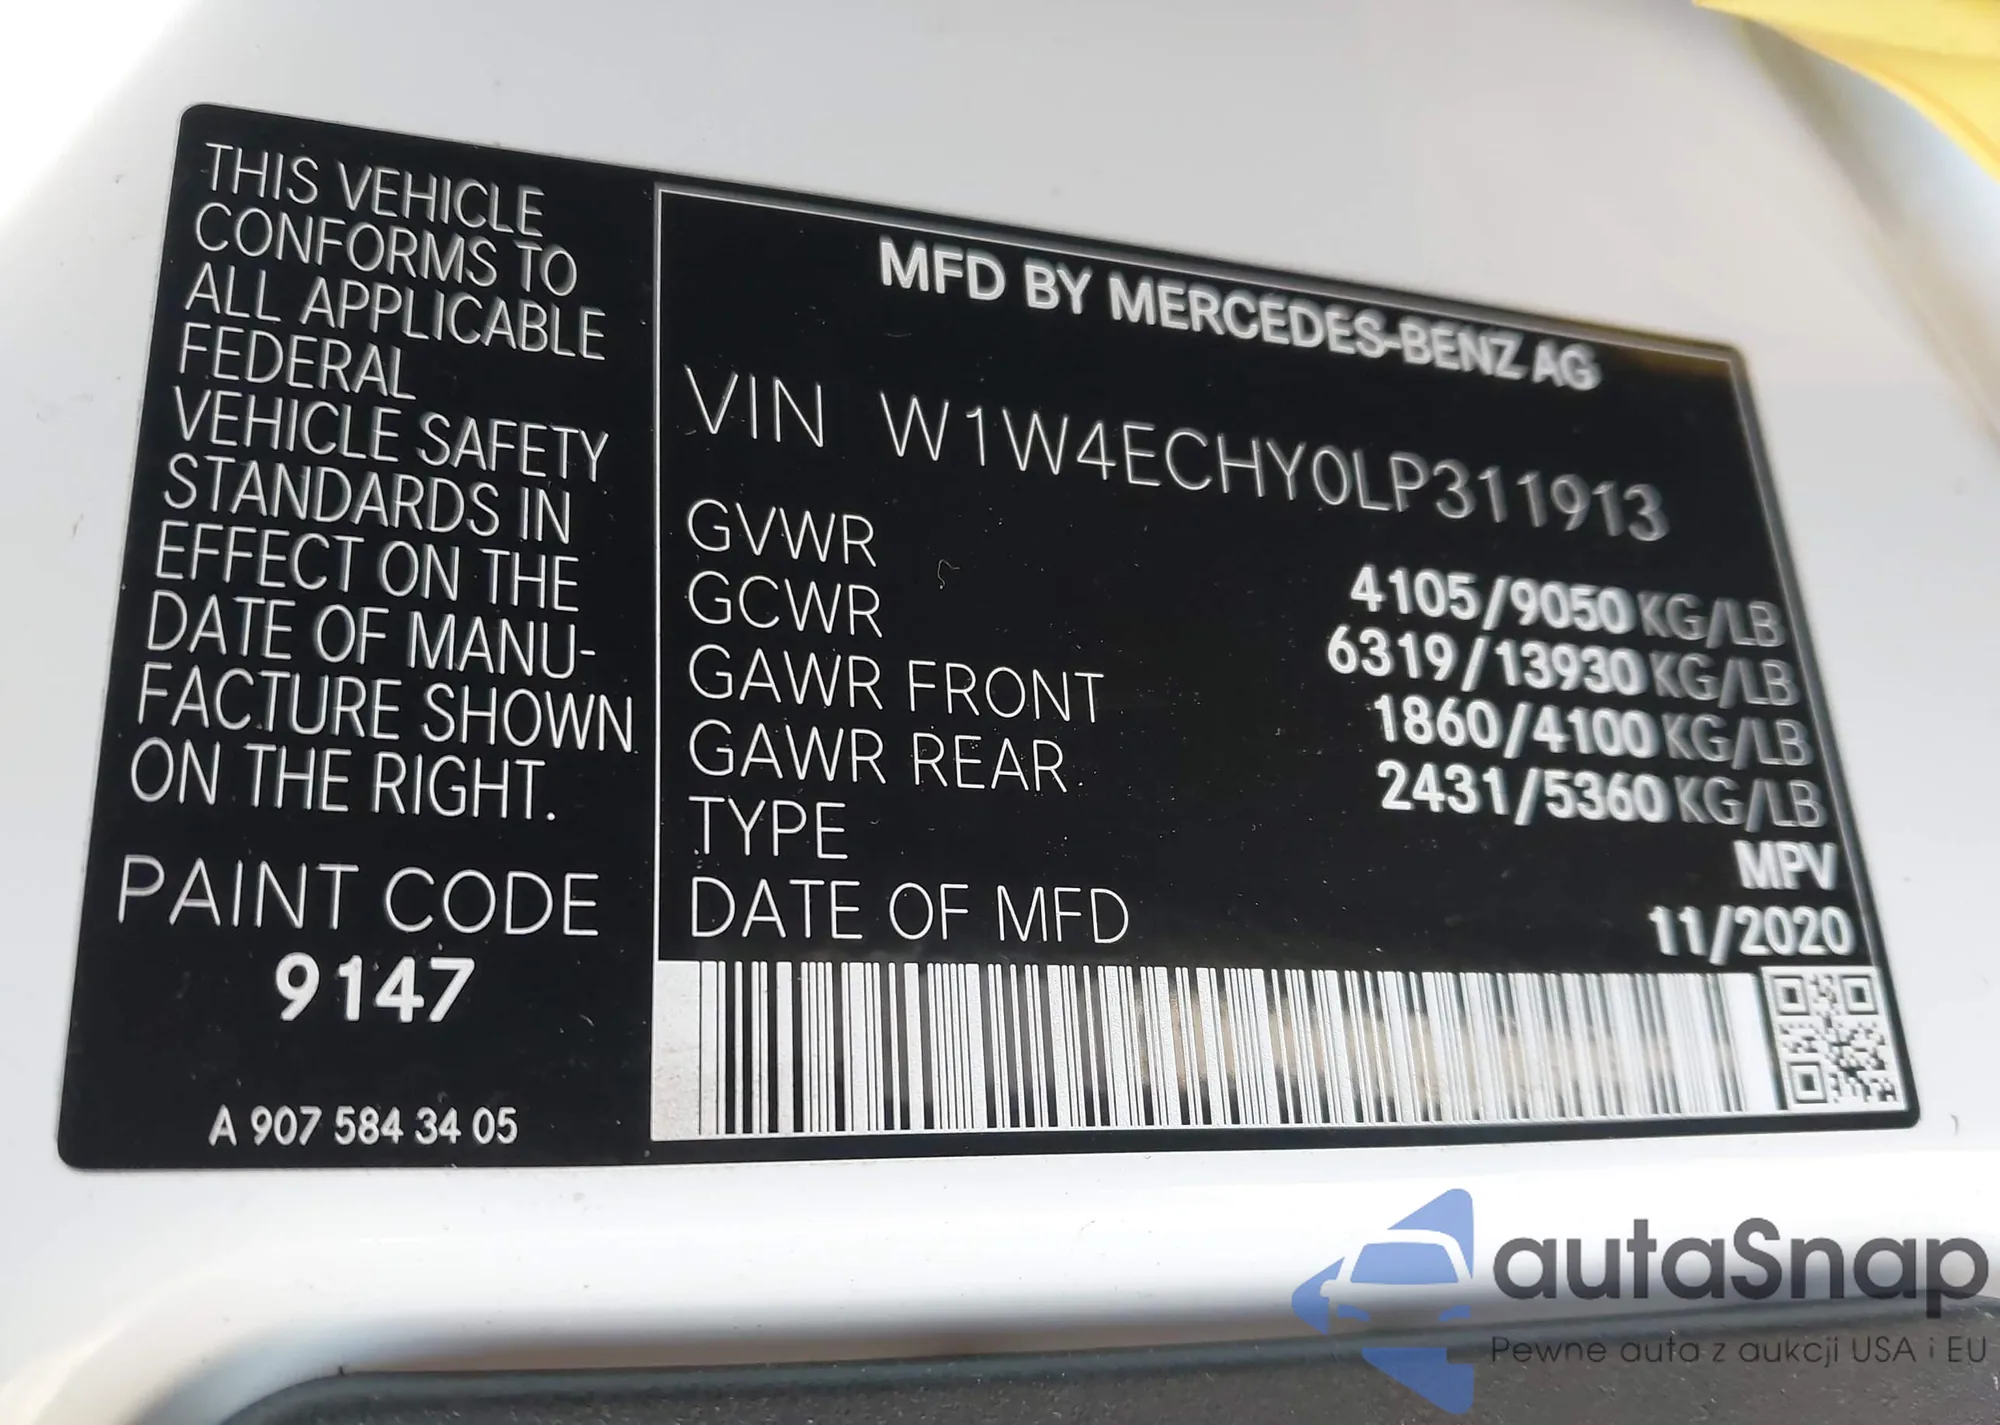 THIS VEHICLE
CONFORMS TO
ALL APPLICABLE
FEDERAL
VEHICLE SAFETY
STANDARDS IN
EFFECT ON THE
DATE OF MANU-
FACTURE SHOWN
ON THE RIGHT.
PAINT CODE
9147
A 907 584 34 05
MFD BY MERCEDES-BENZ AG
VIN W1W4ECHY0LP311913
GVWR 4105/9050 KG/LB
GCWR 6319/13930 KG/LB
GAWR FRONT 1860/4100 KG/LB
GAWR REAR 2431/5360 KG/LB
TYPE MPV
DATE OF MFD 11/2020
autaSnap
Pewne auta z aukcji USA i EU